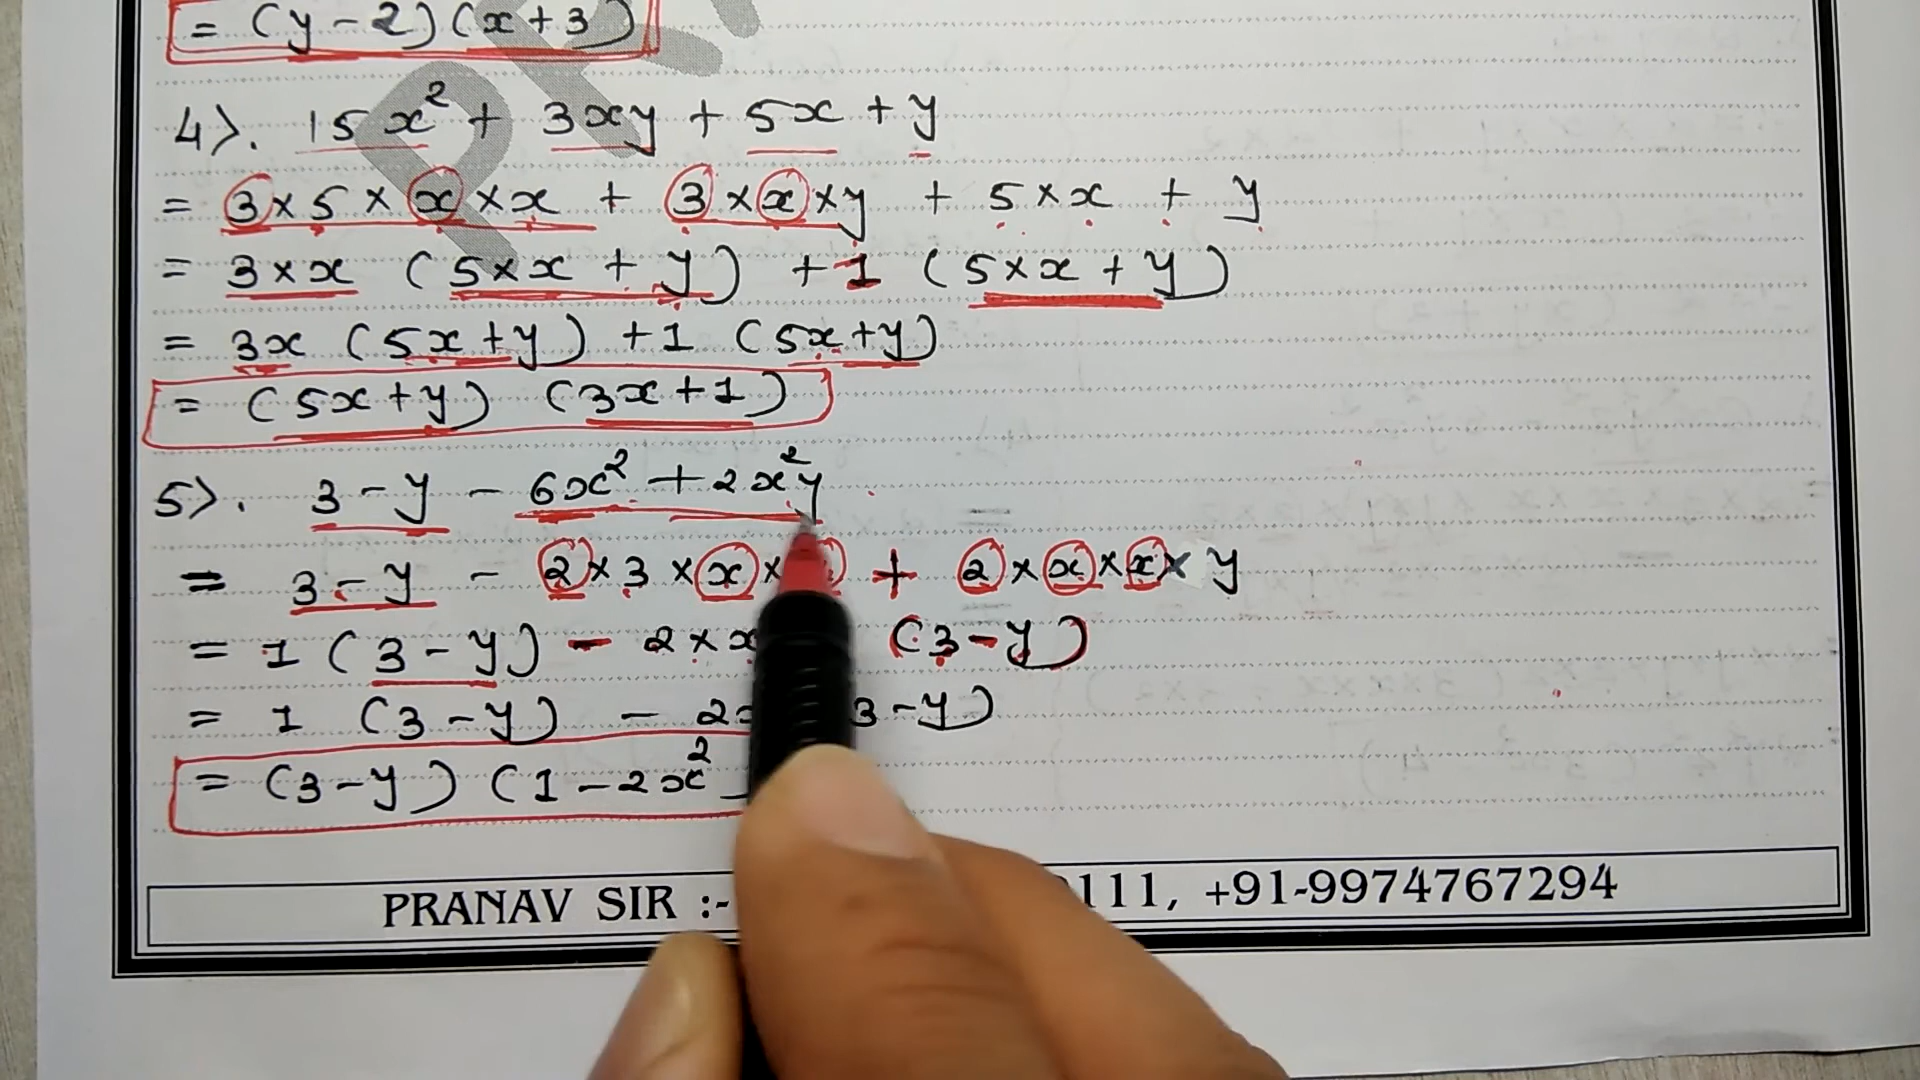 = (y - 2) (x + 3)
4). 15x² + 3xy + 5x + y
= 3 × 5 × x × x + 3 × x × y + 5 × x + y
= 3 × x (5 × x + y) + 1 (5 × x + y)
= 3x (5x + y) + 1 (5x + y)
= (5x + y) (3x + 1)
5). 3 - y - 6x² + 2x²y
= 3 - y - 2 × 3 × x × + 2 × x × x × y
= 1 (3 - y) - 2 × x (3 - y)
= 1 (3 - y) - 2x 3 - y)
= (3 - y) (1 - 2x²
PRANAV SIR :- 111, +91-9974767294